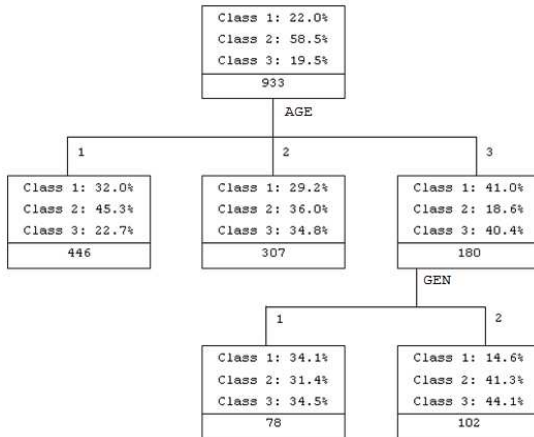 Class 1: 22.0%
Class 2: 58.5%
Class 3: 19.5%
933
AGE
1
2
3
Class 1: 32.0%
Class 2: 45.3%
Class 3: 22.7%
446
Class 1: 29.2%
Class 2: 36.0%
Class 3: 34.8%
307
Class 1: 41.0%
Class 2: 18.6%
Class 3: 40.4%
180
GEN
1
2
Class 1: 34.1%
Class 2: 31.4%
Class 3: 34.5%
78
Class 1: 14.6%
Class 2: 41.3%
Class 3: 44.1%
102